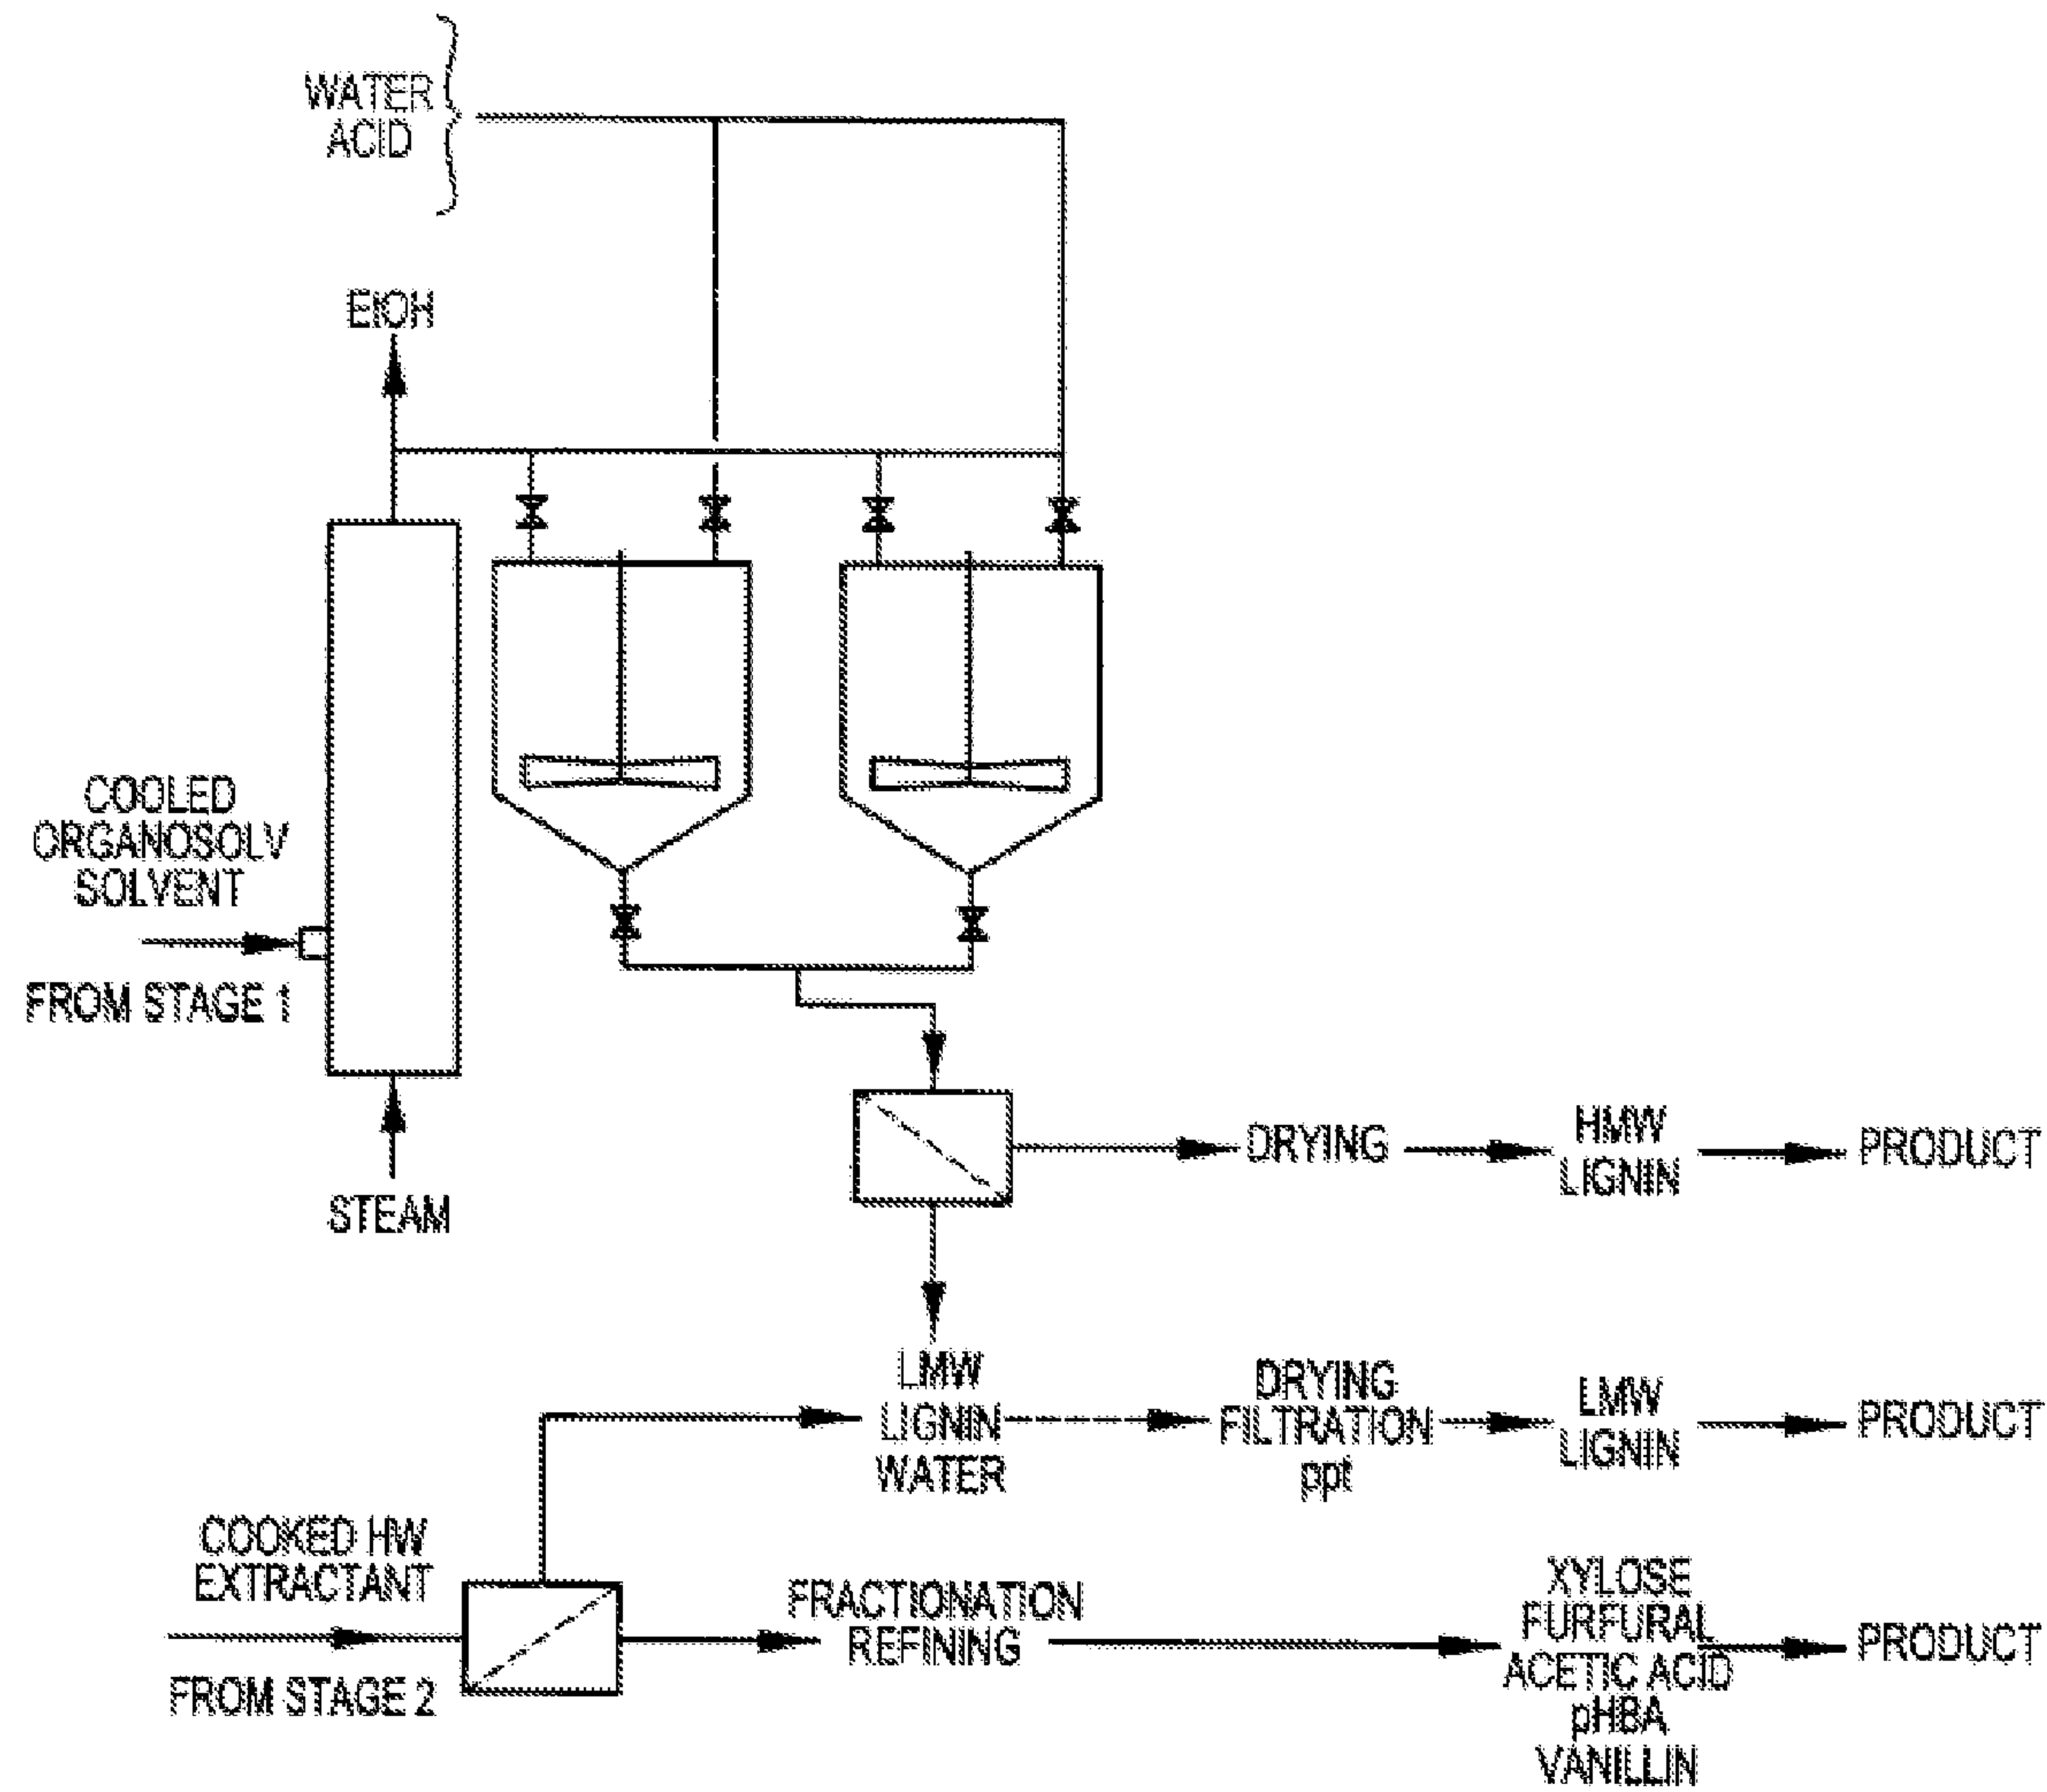 WATER
ACID
EtOH
COOLED
ORGANOSOLV
SOLVENT
FROM STAGE 1
STEAM
DRYING
HMW
LIGNIN
PRODUCT
LMW
LIGNIN
WATER
DRYING
FILTRATION
ppt
LMW
LIGNIN
PRODUCT
COOKED HW
EXTRACTANT
FROM STAGE 2
FRACTIONATION
REFINING
XYLOSE
FURFURAL
ACETIC ACID
pHBA
VANILLIN
PRODUCT